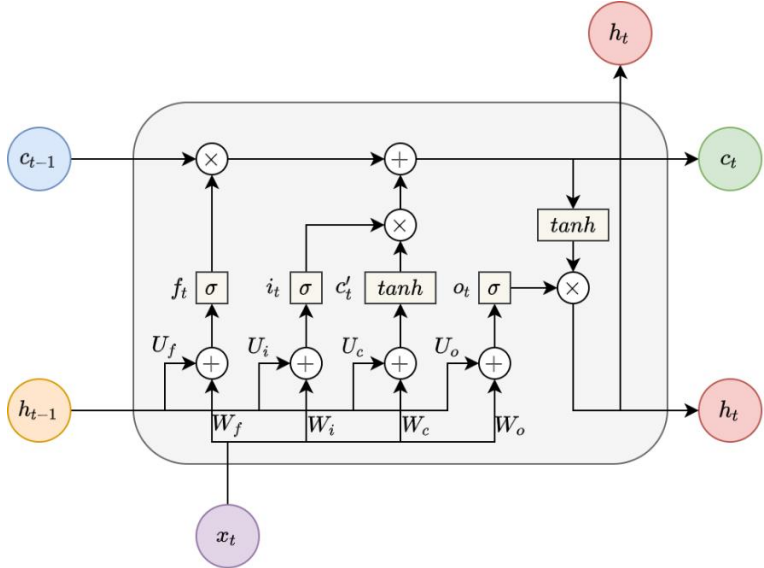 h_t
c_{t-1}
×
+
c_t
×
tanh
f_t σ i_t σ c'_t tanh o_t σ ×
U_f U_i U_c U_o
+ + + +
h_{t-1} h_t
W_f W_i W_c W_o
x_t